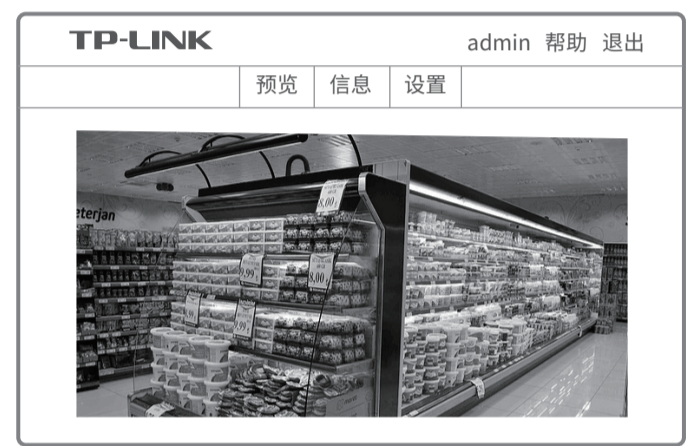 TP-LINK
admin 帮助 退出
预览 信息 设置
eterjan
8,00
9,99
8,00
9,99